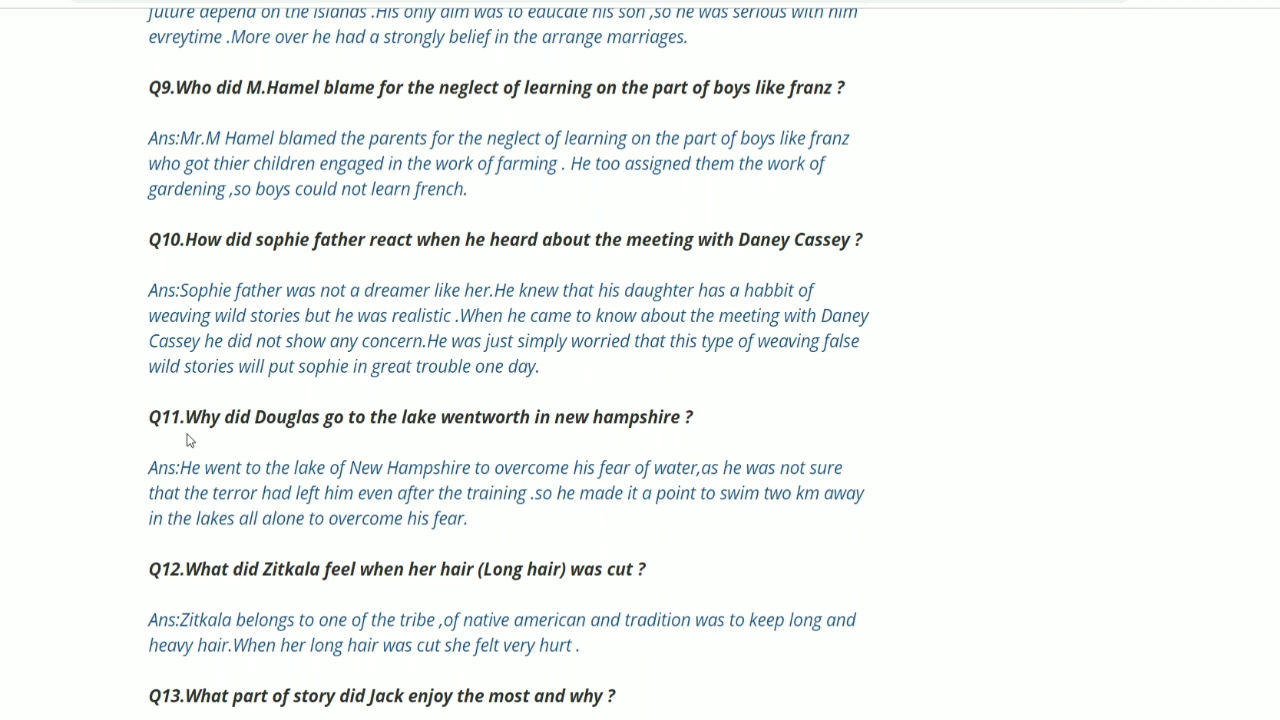 future depend on the islands .His only aim was to educate his son ,so he was serious with him
evreytime .More over he had a strongly belief in the arrange marriages.
Q9.Who did M.Hamel blame for the neglect of learning on the part of boys like franz ?
Ans:Mr.M Hamel blamed the parents for the neglect of learning on the part of boys like franz
who got thier children engaged in the work of farming . He too assigned them the work of
gardening ,so boys could not learn french.
Q10.How did sophie father react when he heard about the meeting with Daney Cassey ?
Ans:Sophie father was not a dreamer like her.He knew that his daughter has a habbit of
weaving wild stories but he was realistic .When he came to know about the meeting with Daney
Cassey he did not show any concern.He was just simply worried that this type of weaving false
wild stories will put sophie in great trouble one day.
Q11.Why did Douglas go to the lake wentworth in new hampshire ?
Ans:He went to the lake of New Hampshire to overcome his fear of water,as he was not sure
that the terror had left him even after the training .so he made it a point to swim two km away
in the lakes all alone to overcome his fear.
Q12.What did Zitkala feel when her hair (Long hair) was cut ?
Ans:Zitkala belongs to one of the tribe ,of native american and tradition was to keep long and
heavy hair.When her long hair was cut she felt very hurt .
Q13.What part of story did Jack enjoy the most and why ?